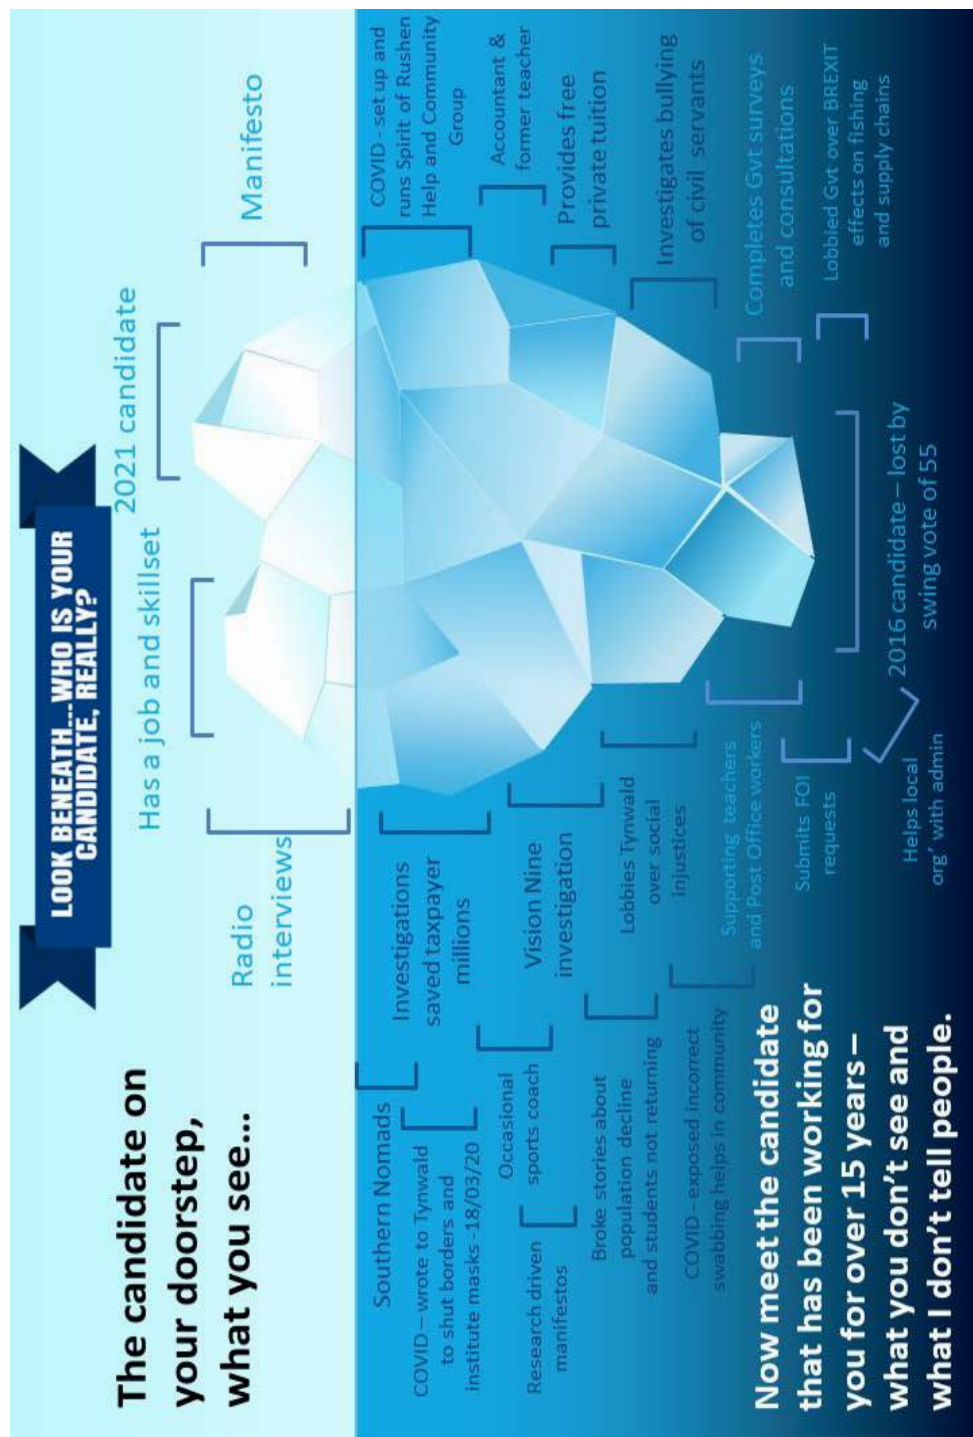 LOOK BENEATH...WHO IS YOUR
CANDIDATE, REALLY?
The candidate on
your doorstep,
what you see...
Radio
interviews
Has a job and skillset
2021 candidate
Manifesto
Southern Nomads
COVID – wrote to Tynwald
to shut borders and
institute masks -18/03/20
Occasional
sports coach
Research driven
manifestos
Broke stories about
population decline
and students not returning
COVID - exposed incorrect
swabbing helps in community
Investigations
saved taxpayer
millions
Vision Nine
investigation
Lobbies Tynwald
over social
injustices
Supporting teachers
and Post Office workers
Submits FOI
requests
Helps local
org' with admin
2016 candidate – lost by
swing vote of 55
COVID - set up and
runs Spirit of Rushen
Help and Community
Group
Accountant &
former teacher
Provides free
private tuition
Investigates bullying
of civil servants
Completes Gvt surveys
and consultations
Lobbied Gvt over BREXIT
effects on fishing
and supply chains
Now meet the candidate
that has been working for
you for over 15 years –
what you don't see and
what I don't tell people.